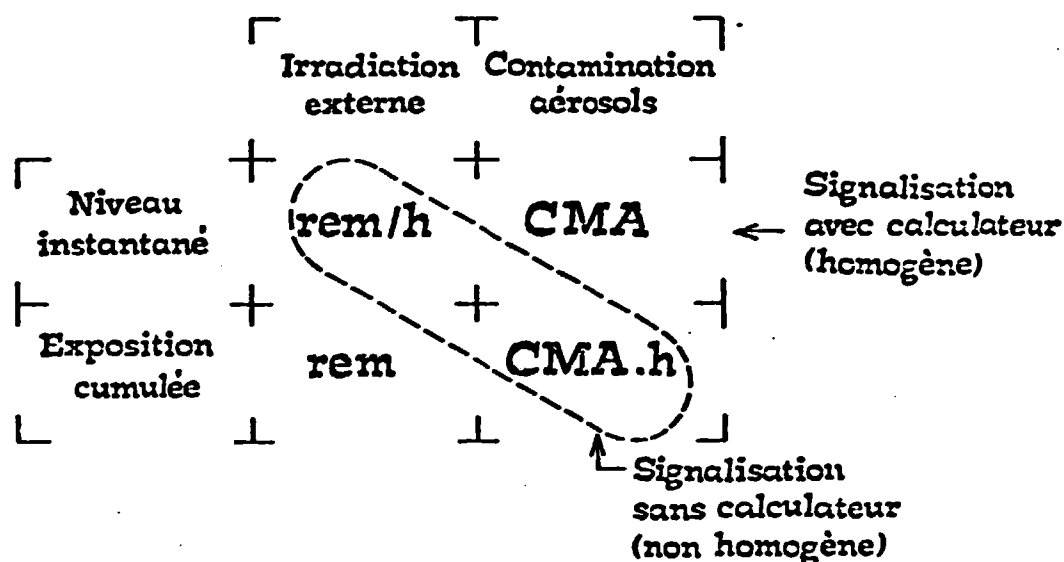 Irradiation externe
Contamination aérosols
Niveau instantané
rem/h
CMA
Signalisation
avec calculateur
(homogène)
Exposition cumulée
rem
CMA.h
Signalisation
sans calculateur
(non homogène)